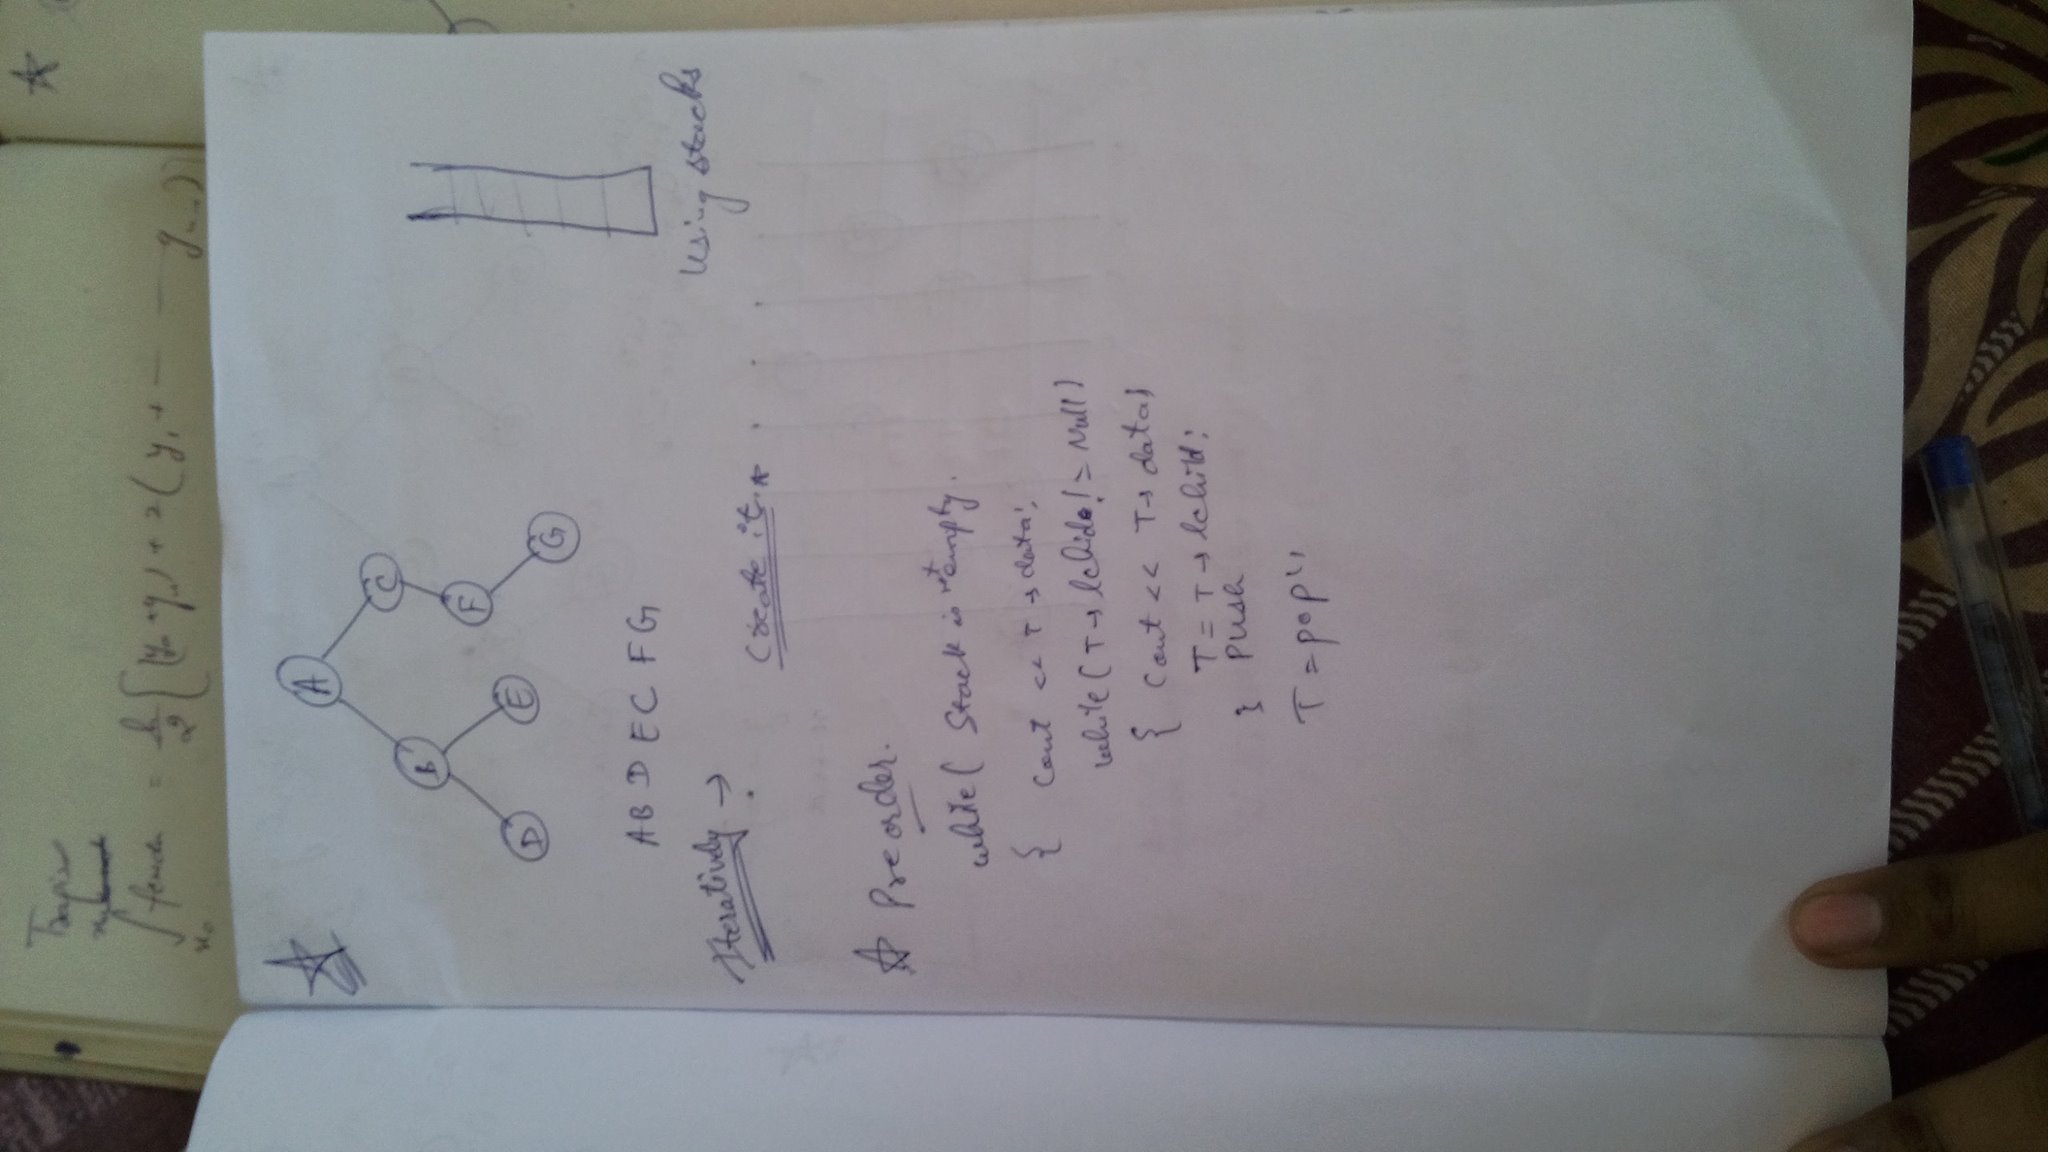 A
B
C
D
E
F
G
A B D E C F G
using stacks
Iteratively →
Create it
Preorder.
while( Stack is not empty.
{ cout << T → data;
while(T → lchild != Null)
{ cout << T → data;
T = T → lchild;
} Push
T = pop();